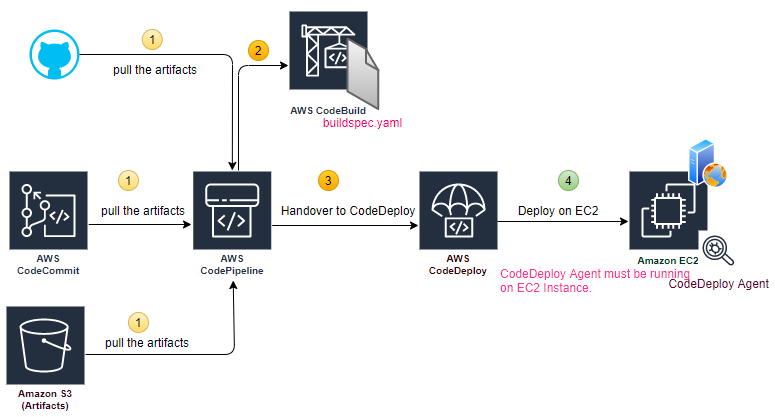 1
pull the artifacts
2
AWS CodeBuild
buildspec.yaml
1
pull the artifacts
AWS
CodeCommit
AWS
CodePipeline
3
Handover to CodeDeploy
AWS
CodeDeploy
4
Deploy on EC2
Amazon EC2
CodeDeploy Agent must be running
on EC2 Instance.
CodeDeploy Agent
1
pull the artifacts
Amazon S3
(Artifacts)